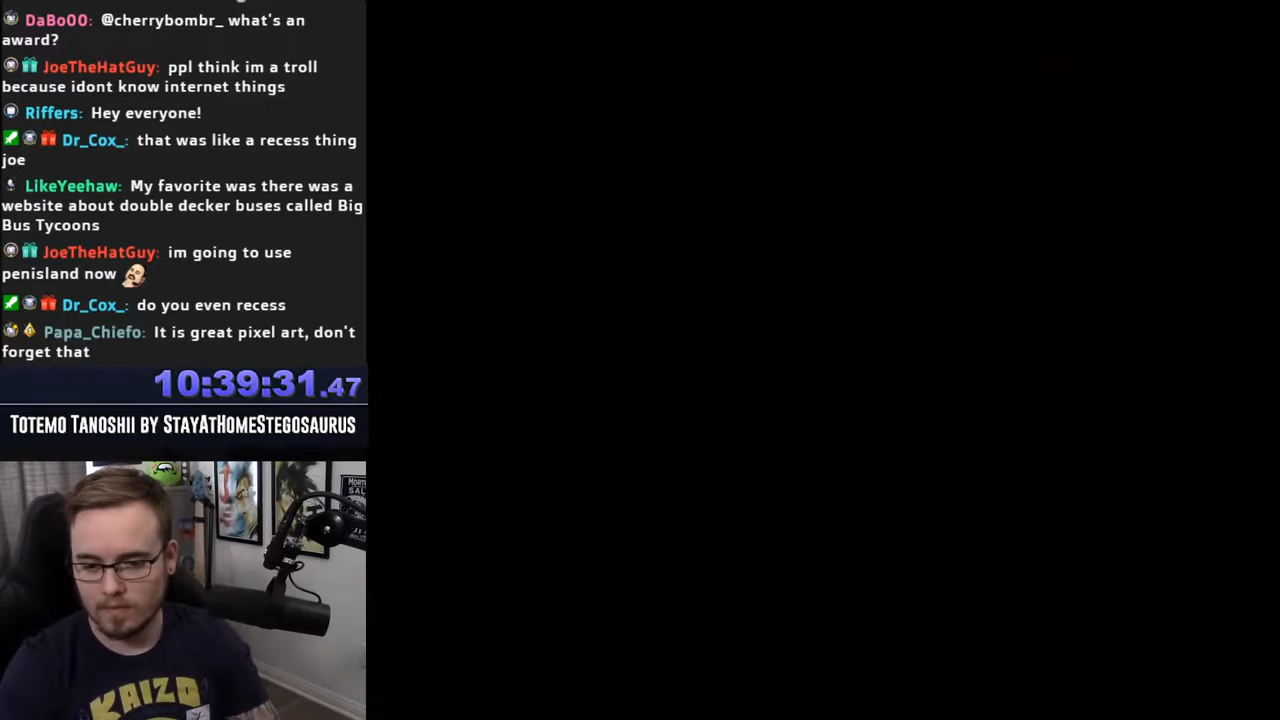 DaBoOO: @cherrybombr_ what's an
award?
JoeTheHatGuy: ppl think im a troll
because idont know internet things
Riffers: Hey everyone!
Dr_Cox_: that was like a recess thing
joe
LikeYeehaw: My favorite was there was a
website about double decker buses called Big
Bus Tycoons
JoeTheHatGuy: im going to use
penisland now
Dr_Cox_: do you even recess
Papa_Chiefo: It is great pixel art, don't
forget that
10:39:31.47
TOTEMO TANOSHII BY STAYATHOMESTEGOSAURUS
KAIZO